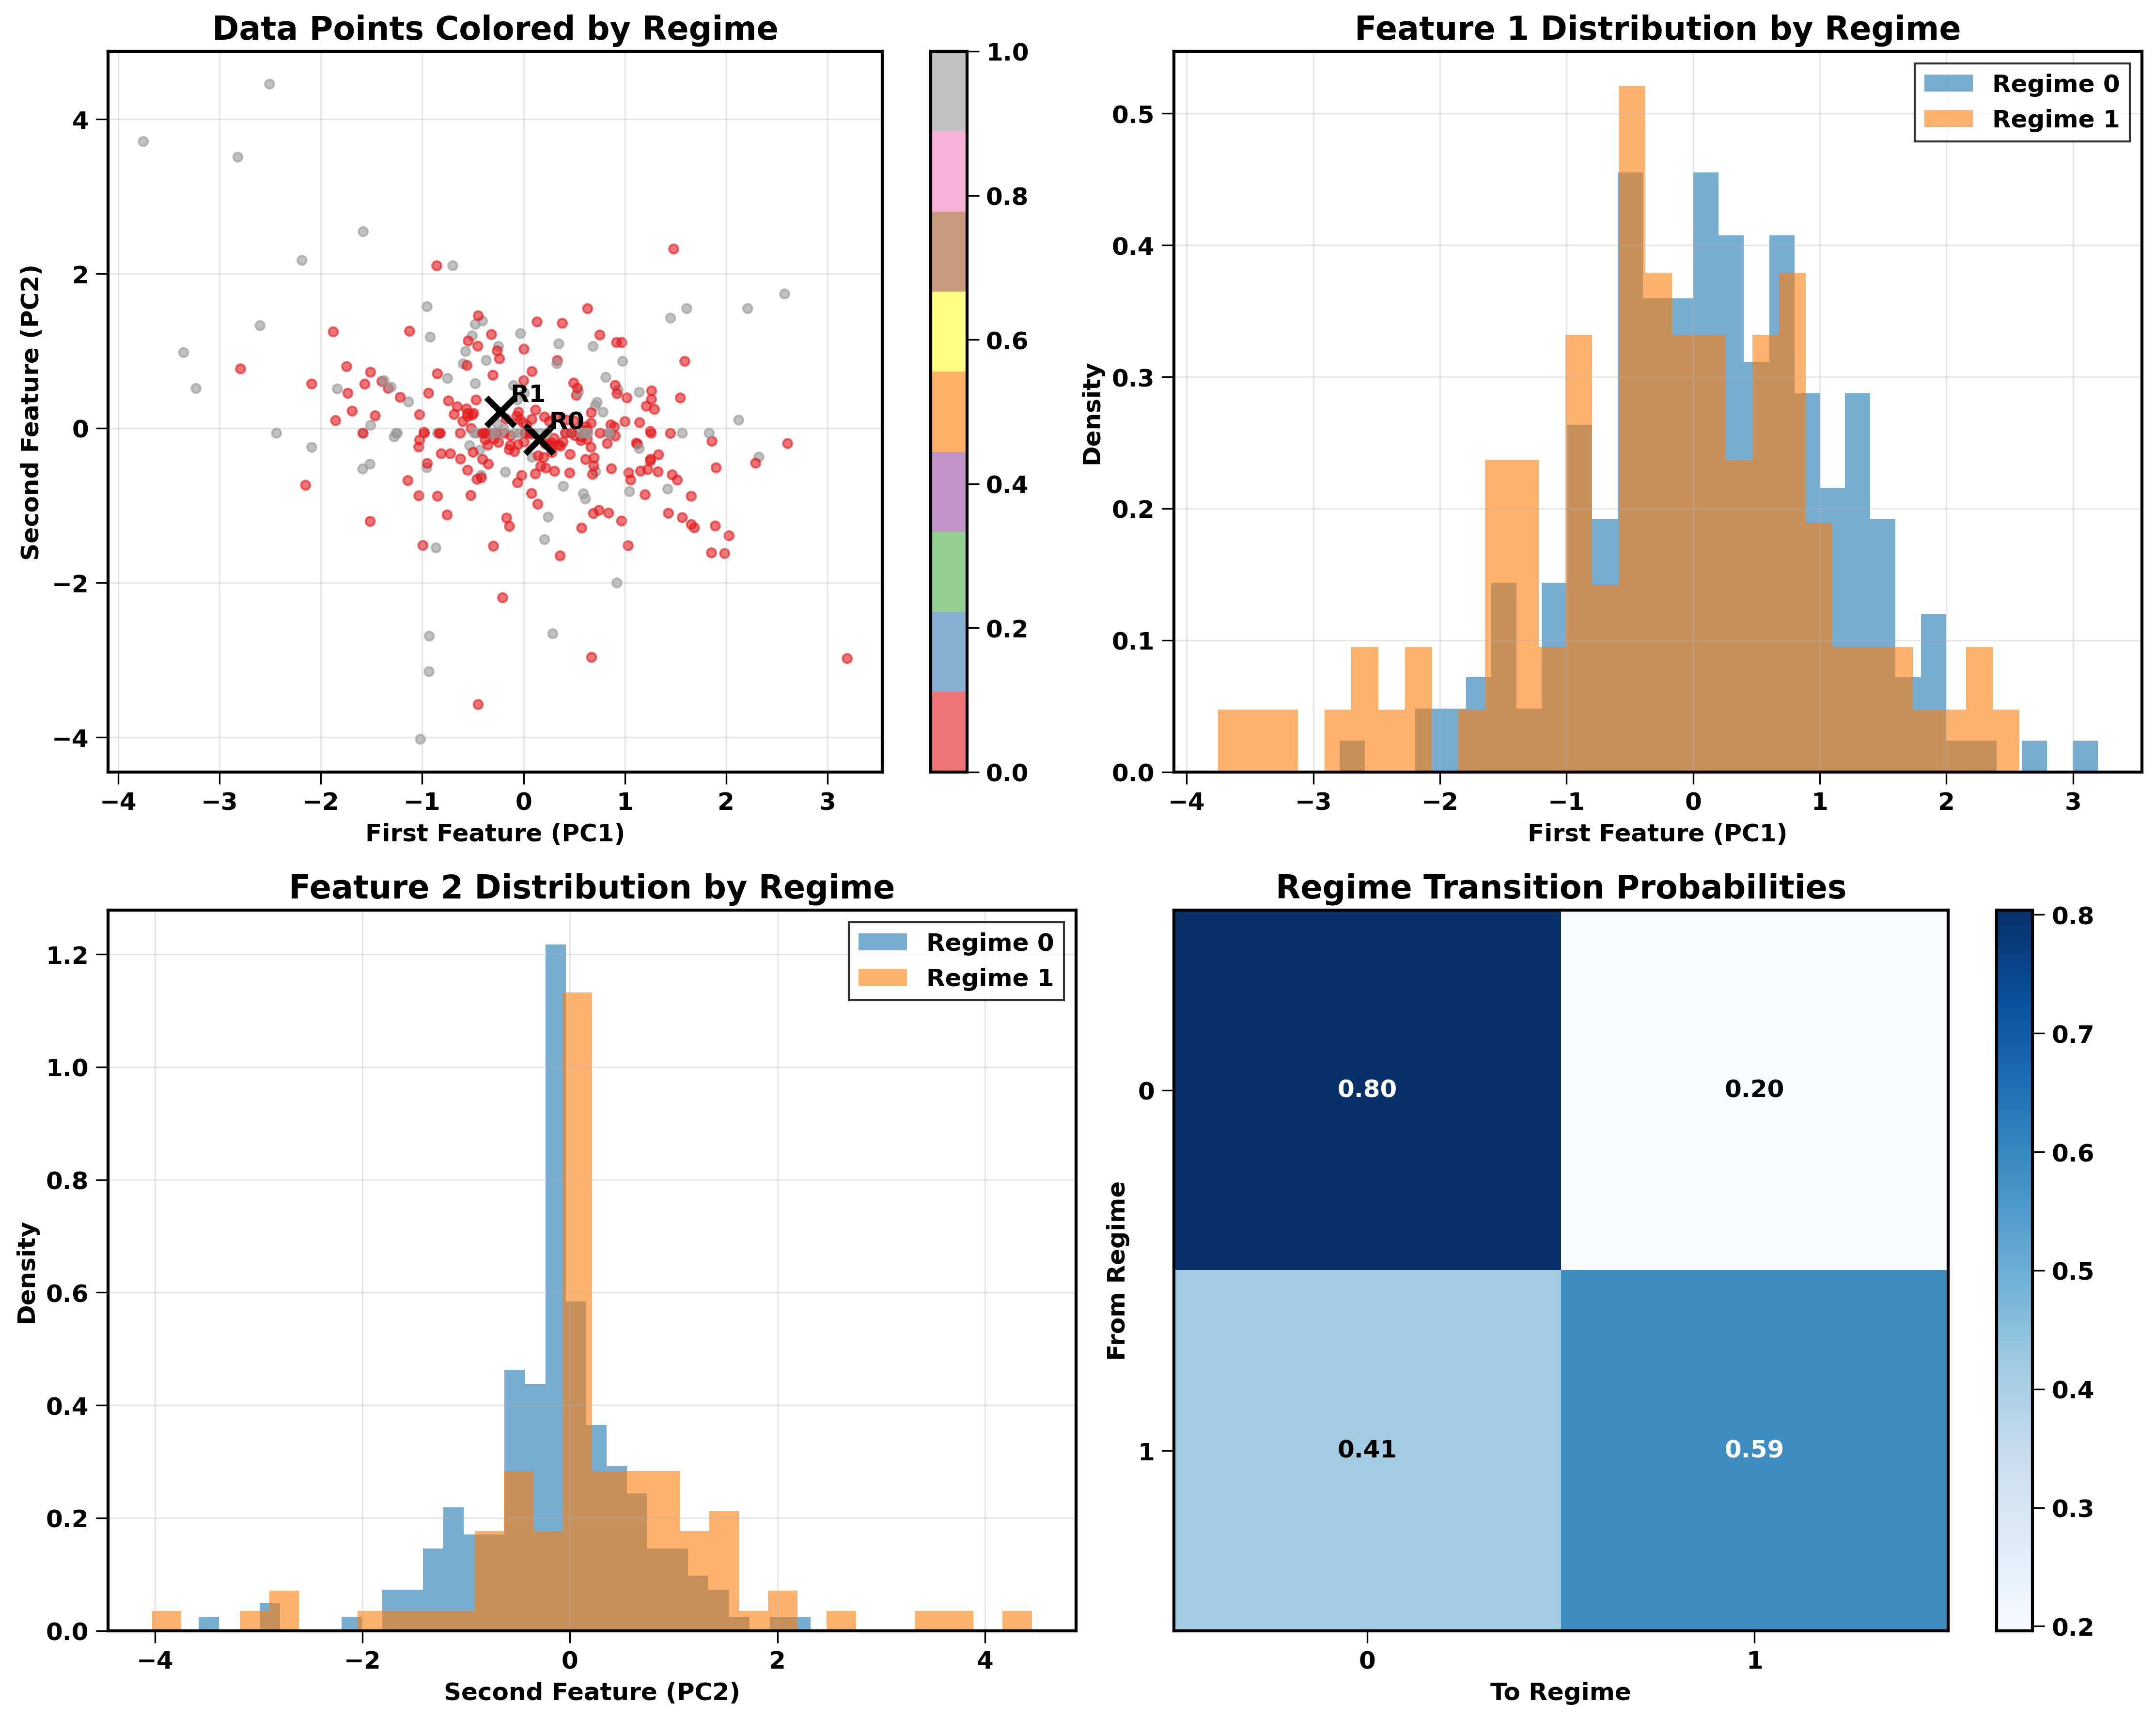 Data Points Colored by Regime
4
2
0
−2
−4
Second Feature (PC2)
R1
R0
−4 −3 −2 −1 0 1 2 3
First Feature (PC1)
1.0
0.8
0.6
0.4
0.2
0.0
Feature 1 Distribution by Regime
Regime 0
Regime 1
0.5
0.4
0.3
0.2
0.1
0.0
Density
−4 −3 −2 −1 0 1 2 3
First Feature (PC1)
Feature 2 Distribution by Regime
Regime 0
Regime 1
1.2
1.0
0.8
0.6
0.4
0.2
0.0
Density
−4 −2 0 2 4
Second Feature (PC2)
Regime Transition Probabilities
0
1
From Regime
0.80 0.20
0.41 0.59
0 1
To Regime
0.8
0.7
0.6
0.5
0.4
0.3
0.2